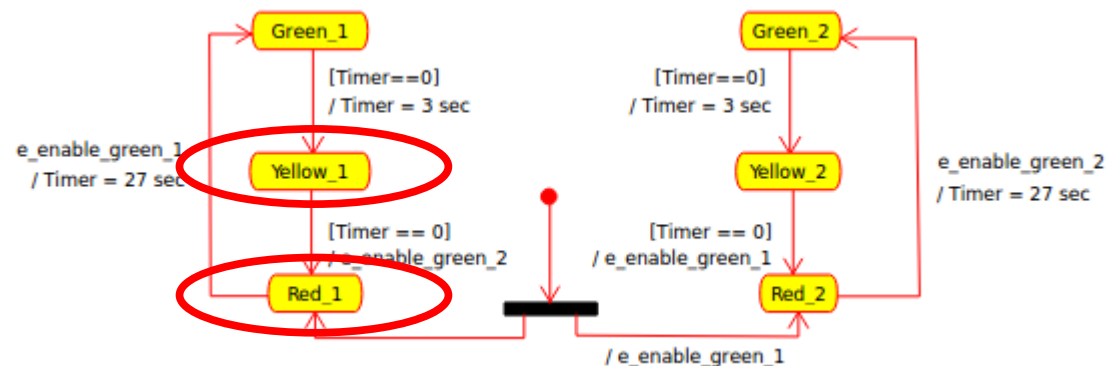 Green_1
Green_2
[Timer==0]
/ Timer = 3 sec
[Timer==0]
/ Timer = 3 sec
e_enable_green_1
/ Timer = 27 sec
Yellow_1
Yellow_2
e_enable_green_2
/ Timer = 27 sec
[Timer == 0]
/ e_enable_green_2
[Timer == 0]
/ e_enable_green_1
Red_1
Red_2
/ e_enable_green_1